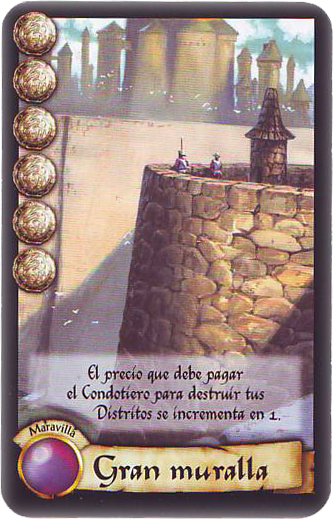 El precio que debe pagar
el Condotiero para destruir tus
Distritos se incrementa en 1.
Maravilla
Gran muralla